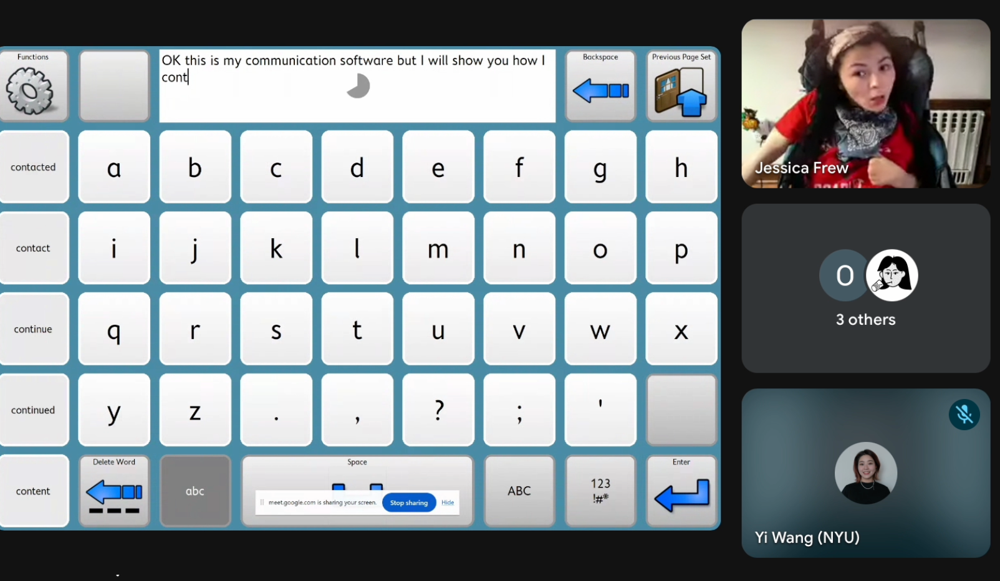 Functions
OK this is my communication software but I will show you how I
cont
Backspace
Previous Page Set
contacted
a b c d e f g h
contact
i j k l m n o p
continue
q r s t u v w x
continued
y z . , ? ; '
content
Delete Word
abc
Space
meet.google.com is sharing your screen.
Stop sharing
Hide
ABC
123
!#*
Enter
Jessica Frew
O
3 others
Yi Wang (NYU)